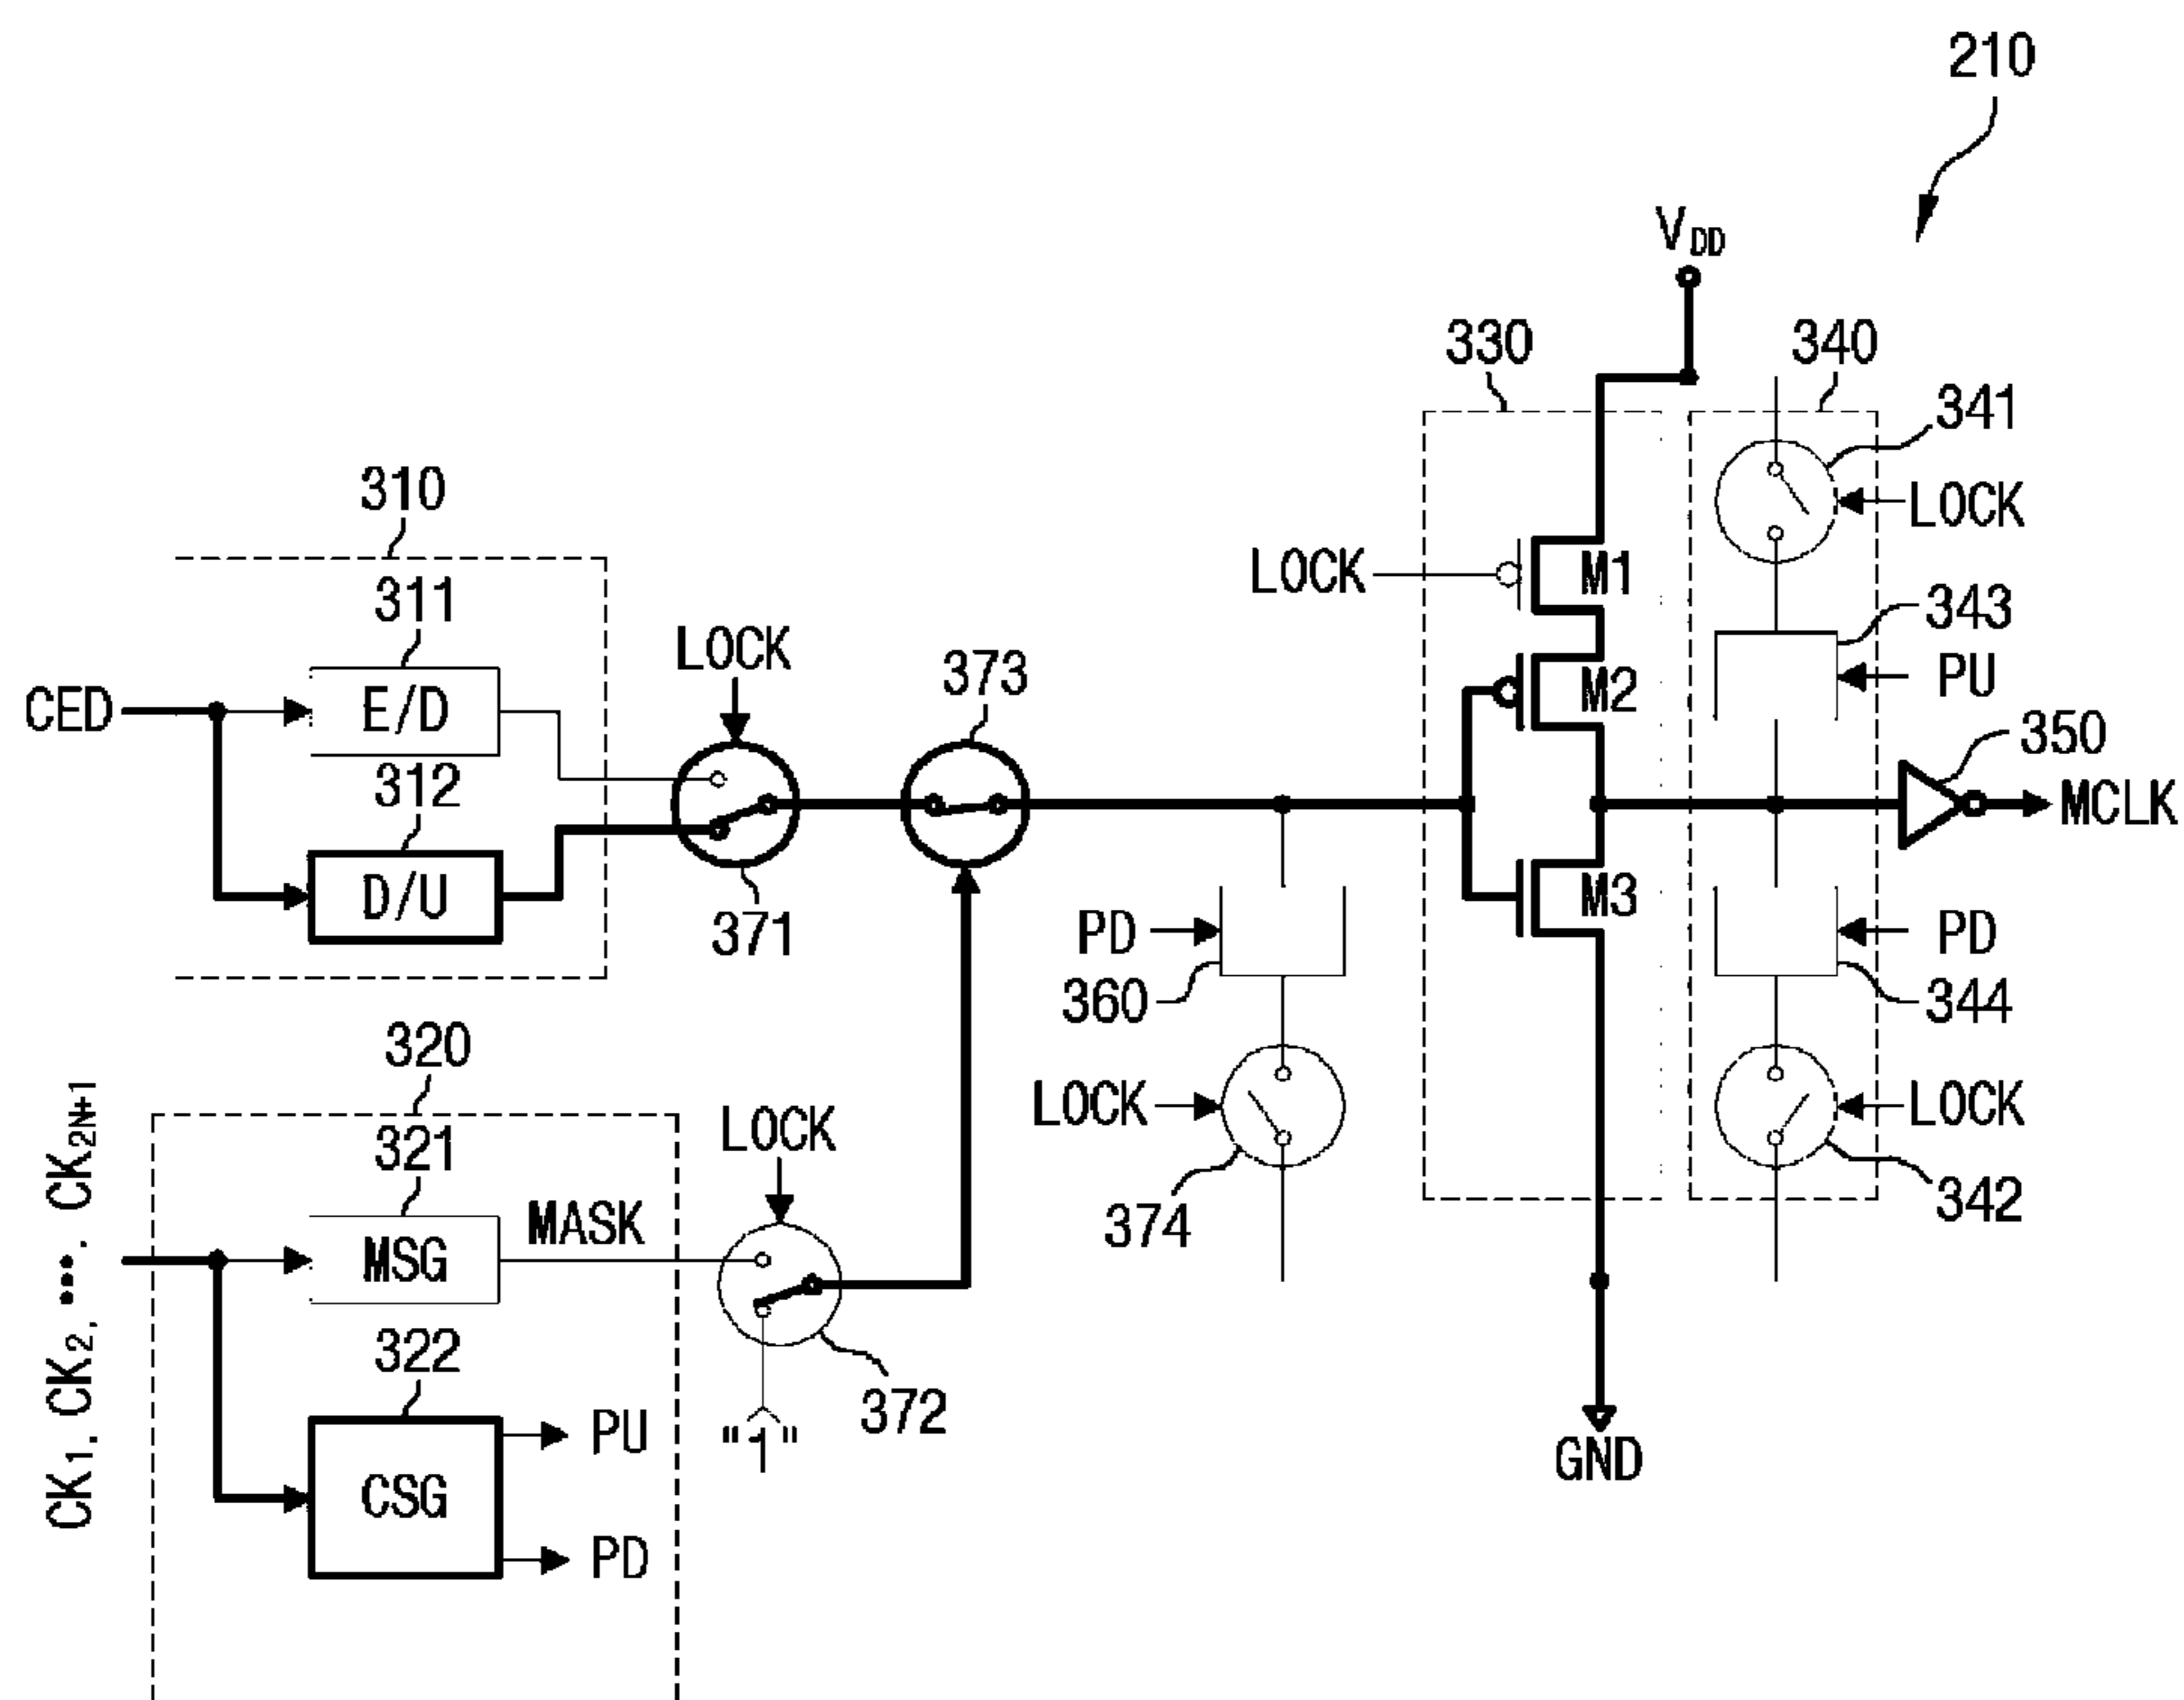 210
V_DD
330
340
341
LOCK
310
311
LOCK
M1
343
LOCK
373
CED
E/D
M2
PU
350
312
MCLK
D/U
371
PD
M3
PD
360
344
320
321
LOCK
LOCK
LOCK
MASK
374
342
MSG
CK1, CK2, •••, CK2N+1
322
372
PU
"1"
GND
CSG
PD